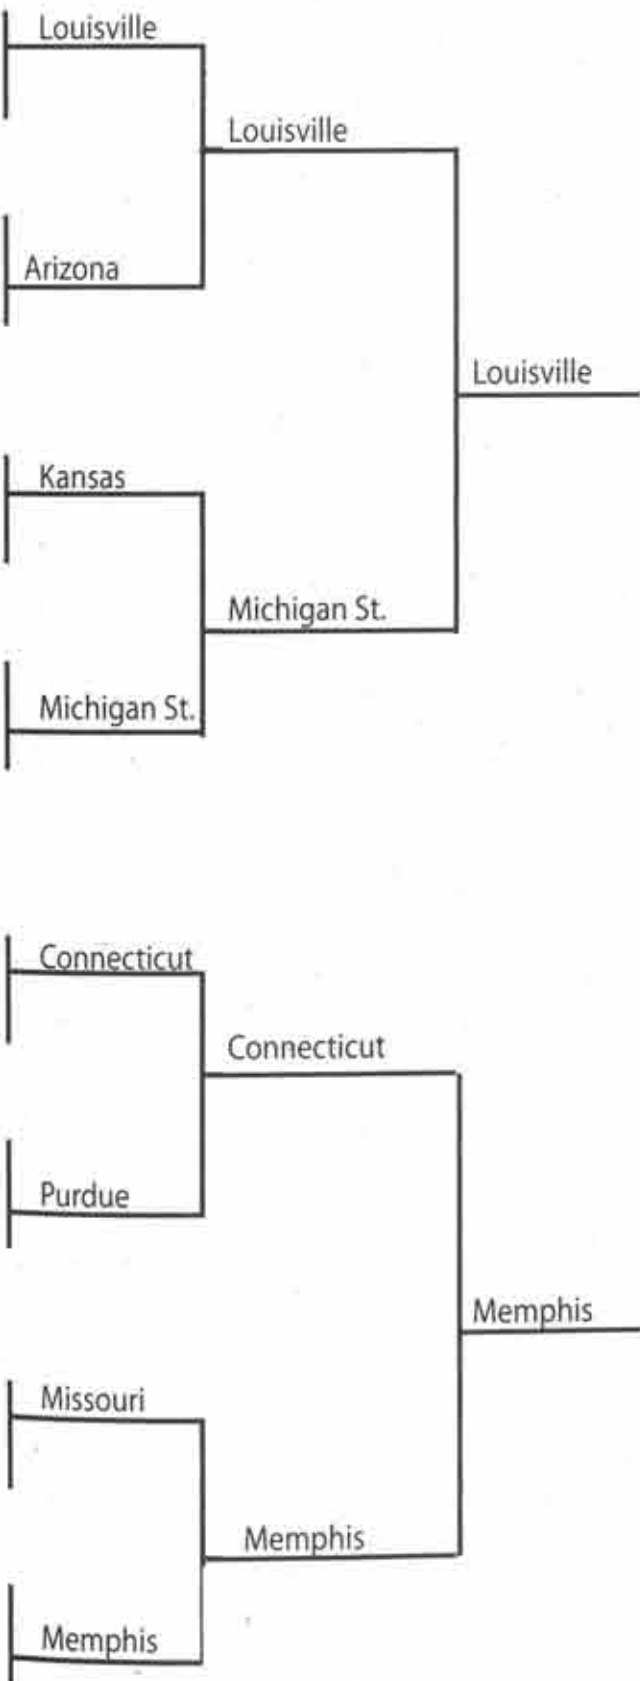 Louisville
Louisville
Arizona
Louisville
Kansas
Michigan St.
Michigan St.
Connecticut
Connecticut
Purdue
Memphis
Missouri
Memphis
Memphis